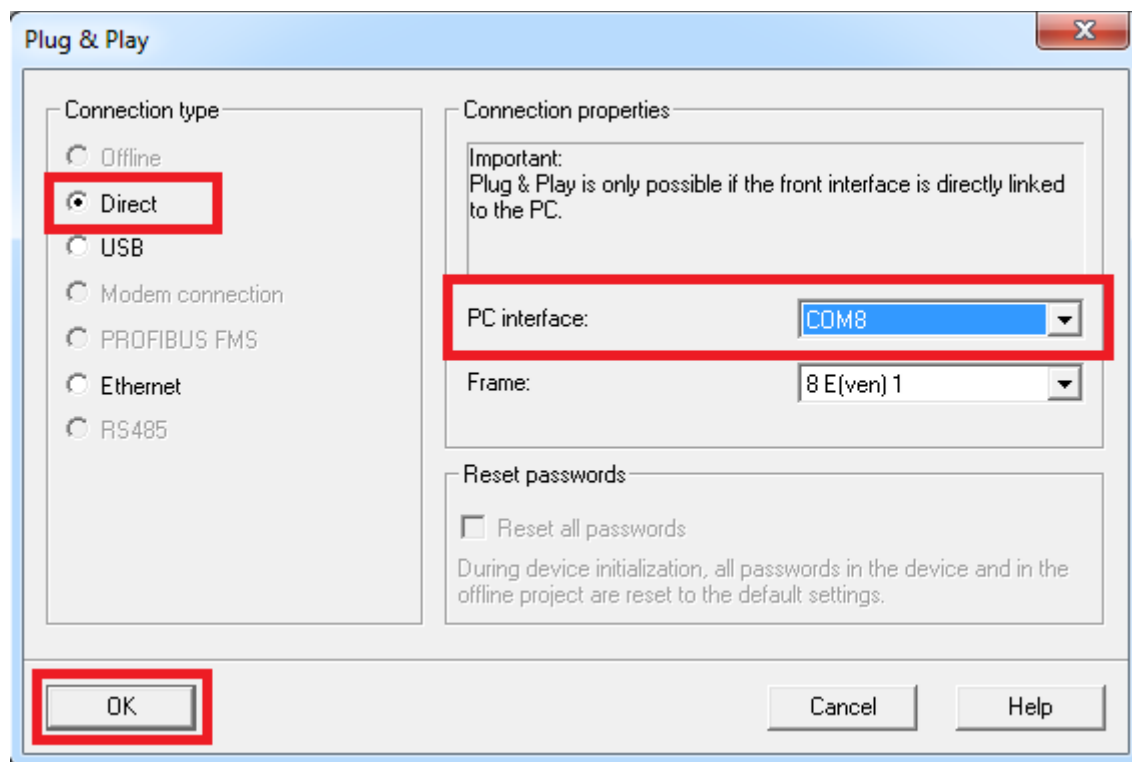 Plug & Play
Connection type
Offline
Direct
USB
Modem connection
PROFIBUS FMS
Ethernet
RS485
Connection properties
Important:
Plug & Play is only possible if the front interface is directly linked
to the PC.
PC interface:
COM8
Frame:
8 E(ven) 1
Reset passwords
Reset all passwords
During device initialization, all passwords in the device and in the
offline project are reset to the default settings.
OK
Cancel
Help